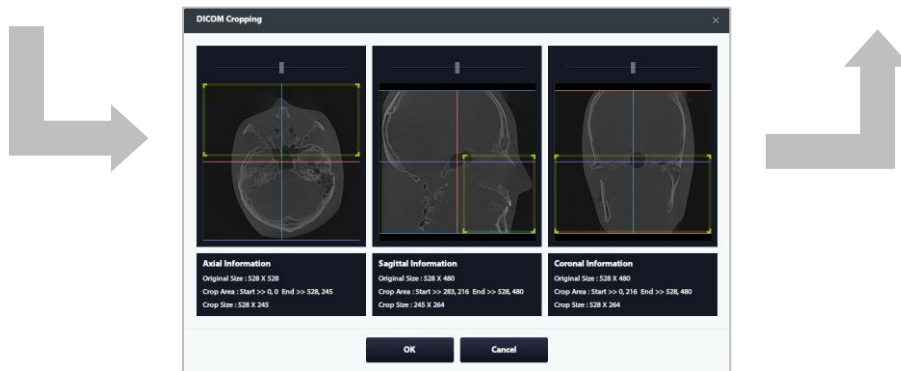 DICOM Cropping
Axial Information
Original Size : 528 X 528
Crop Area : Start >> 0, 0 End >> 528, 245
Crop Size : 528 X 245
Sagittal Information
Original Size : 528 X 480
Crop Area : Start >> 283, 216 End >> 528, 480
Crop Size : 245 X 264
Coronal Information
Original Size : 528 X 480
Crop Area : Start >> 0, 216 End >> 528, 480
Crop Size : 528 X 264
OK
Cancel